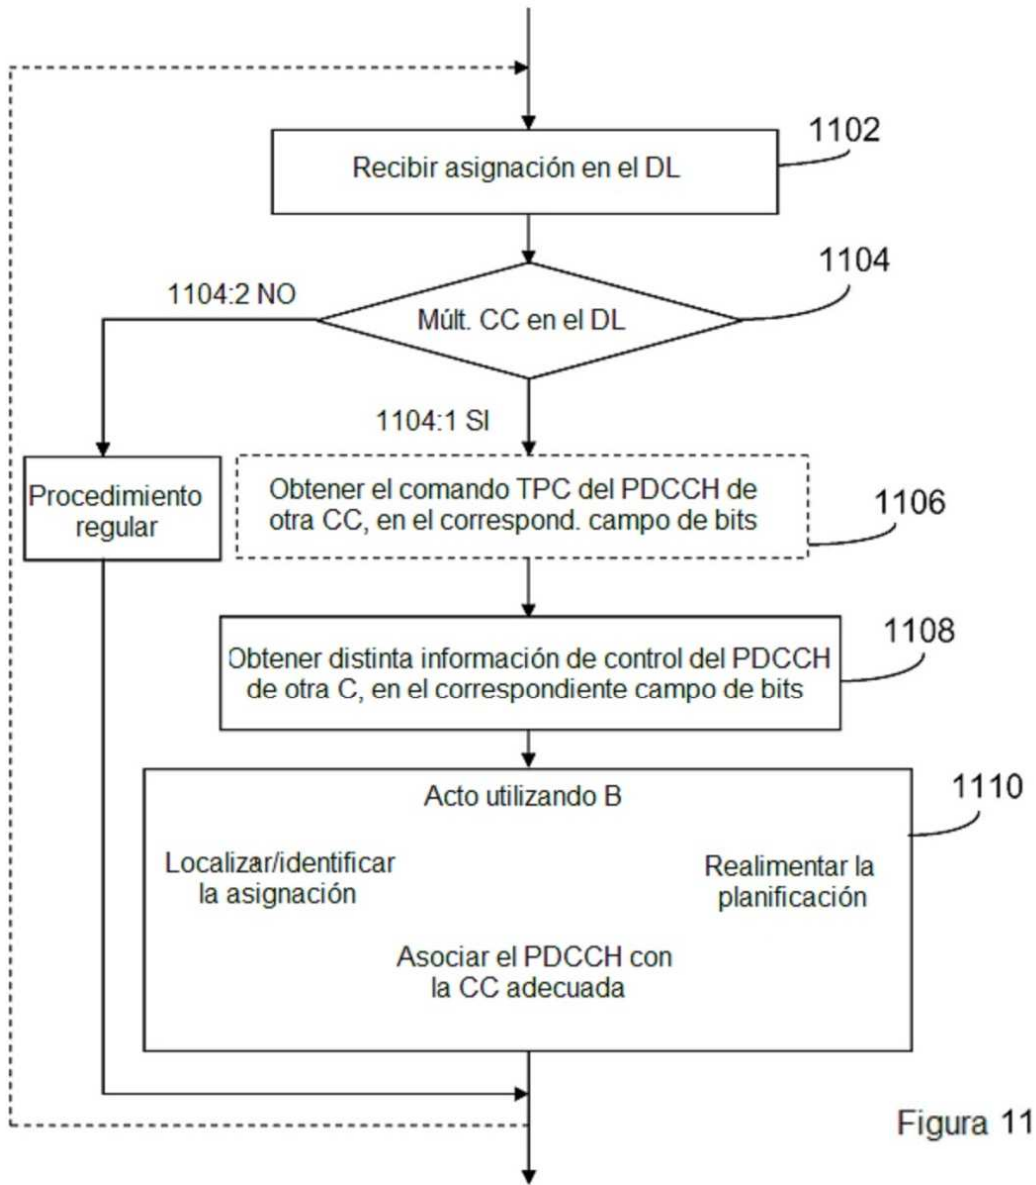 1102
Recibir asignación en el DL
1104
1104:2 NO
Múlt. CC en el DL
1104:1 SI
Procedimiento
regular
Obtener el comando TPC del PDCCH de
otra CC, en el correspond. campo de bits
1106
1108
Obtener distinta información de control del PDCCH
de otra C, en el correspondiente campo de bits
1110
Acto utilizando B
Localizar/identificar
la asignación
Realimentar la
planificación
Asociar el PDCCH con
la CC adecuada
Figura 11